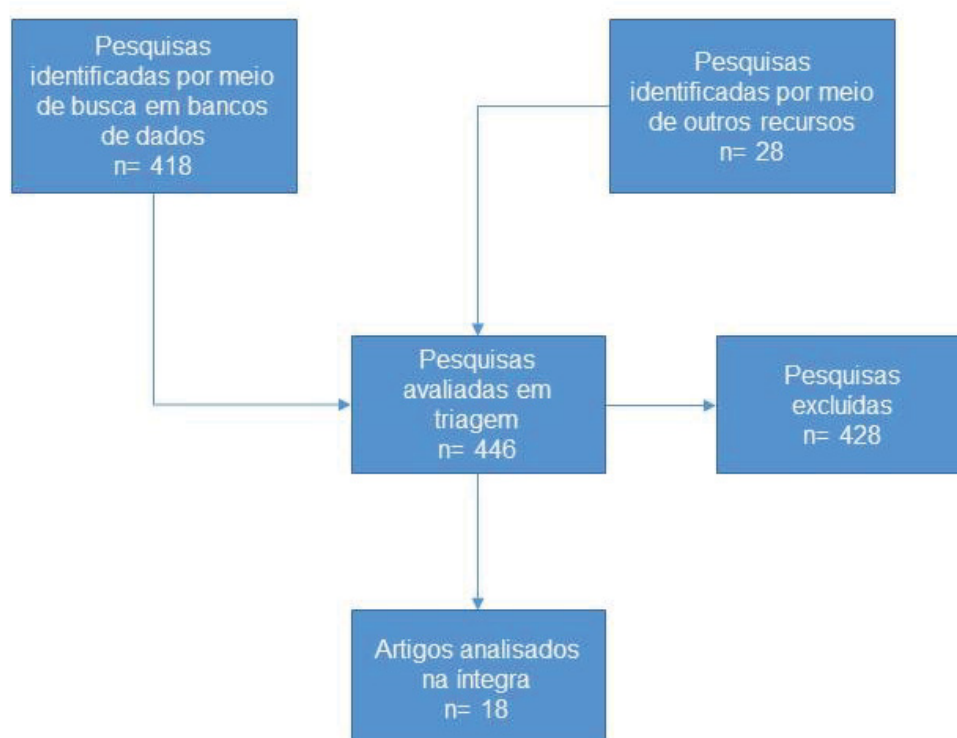 Pesquisas
identificadas por meio
de busca em bancos
de dados
n= 418
Pesquisas
identificadas por meio
de outros recursos
n= 28
Pesquisas
avaliadas em
triagem
n= 446
Pesquisas
excluídas
n= 428
Artigos analisados
na íntegra
n= 18